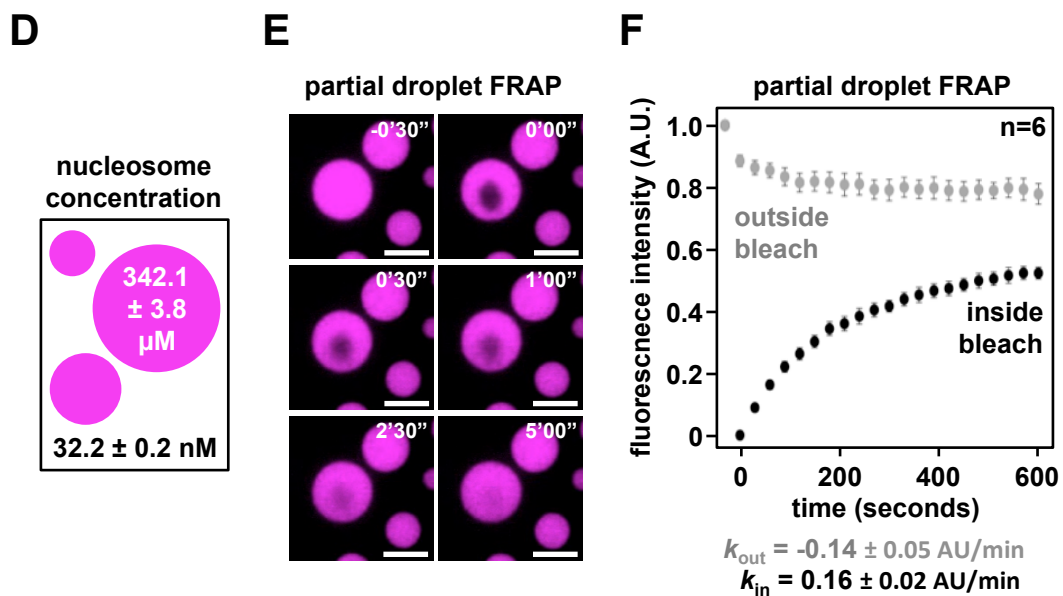 D
nucleosome
concentration
342.1
± 3.8
µM
32.2 ± 0.2 nM
E
partial droplet FRAP
-0’30”
0’00”
0’30”
1’00”
2’30”
5’00”
F
partial droplet FRAP
fluorescnece intensity (A.U.)
1.0
0.8
0.6
0.4
0.2
0
n=6
outside
bleach
inside
bleach
0
200
400
600
time (seconds)
kout = -0.14 ± 0.05 AU/min
kin = 0.16 ± 0.02 AU/min